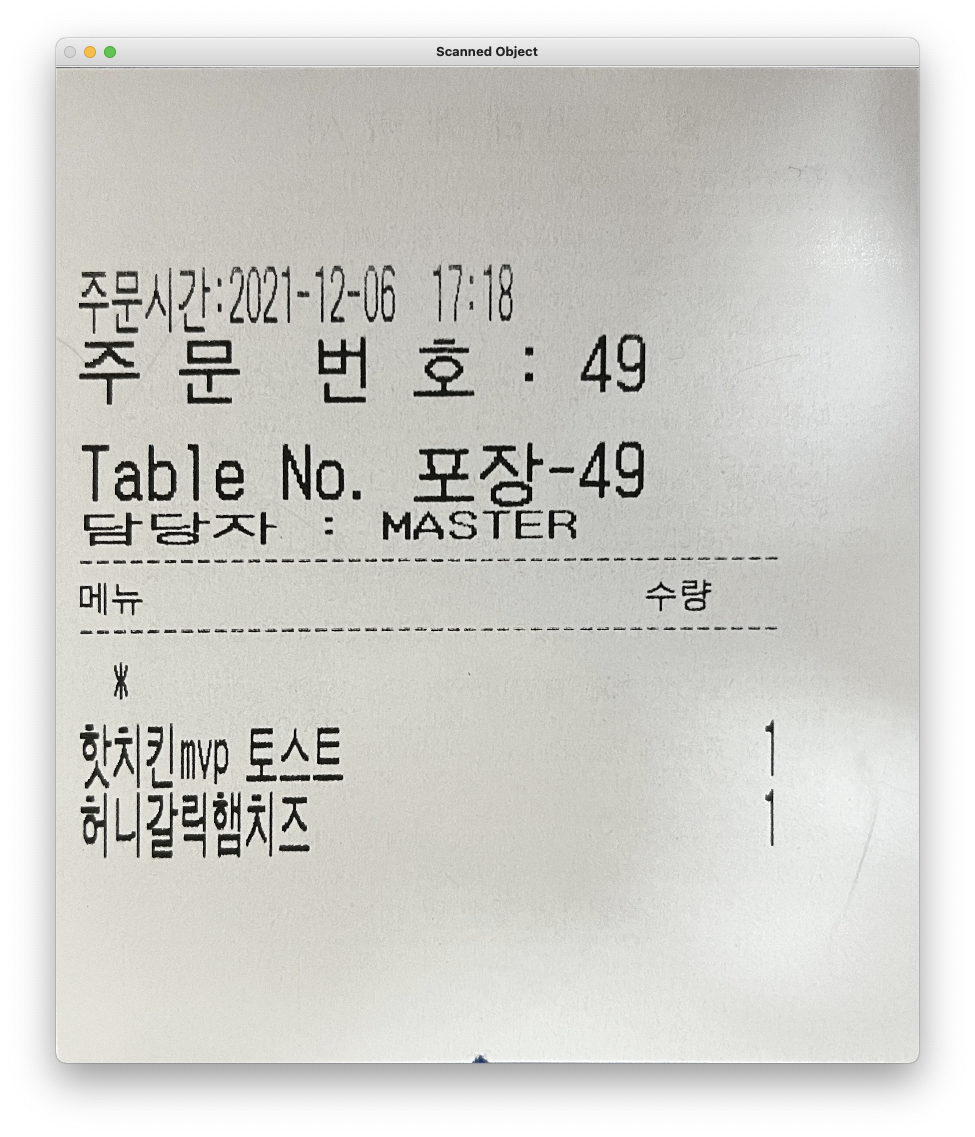 Scanned Object
주문시간:2021-12-06 17:18
주 문 번 호 : 49
Table No. 포장-49
담당자 : MASTER
메뉴 수량
*
핫치킨mvp 토스트 1
허니갈릭햄치즈 1